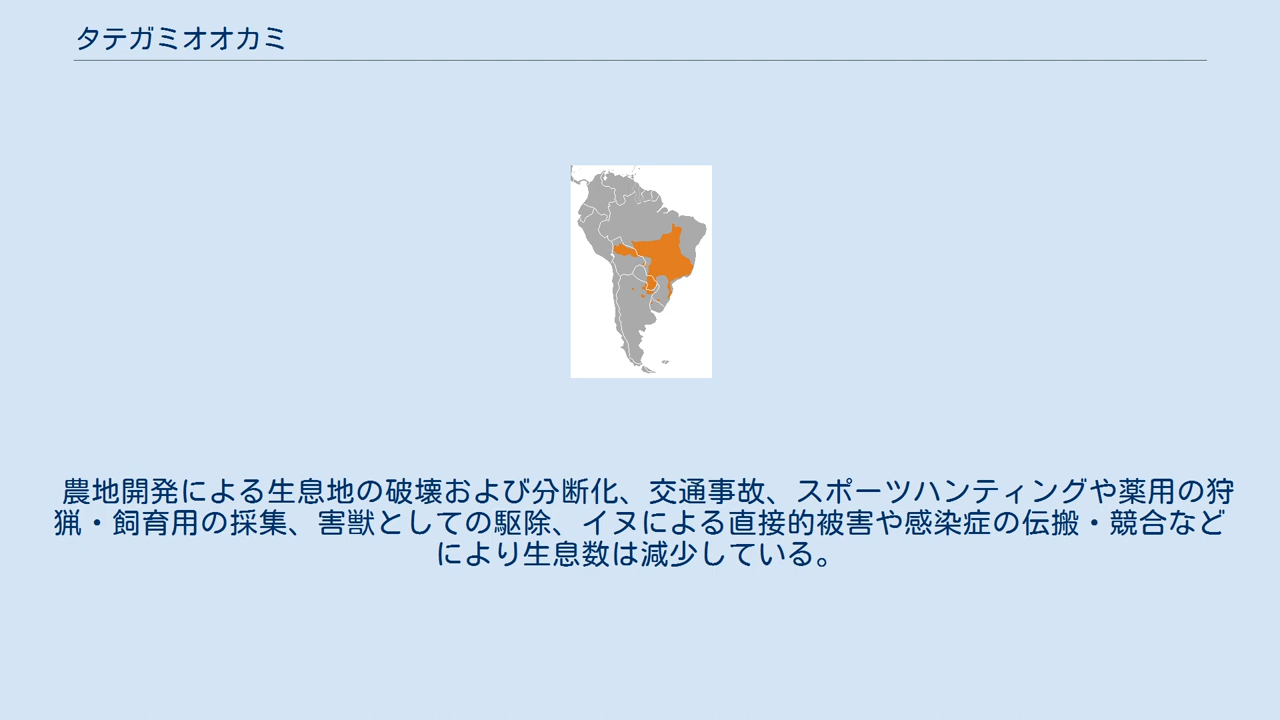 タテガミオオカミ
農地開発による生息地の破壊および分断化、交通事故、スポーツハンティングや薬用の狩
猟・飼育用の採集、害獣としての駆除、イヌによる直接的被害や感染症の伝搬・競合など
により生息数は減少している。